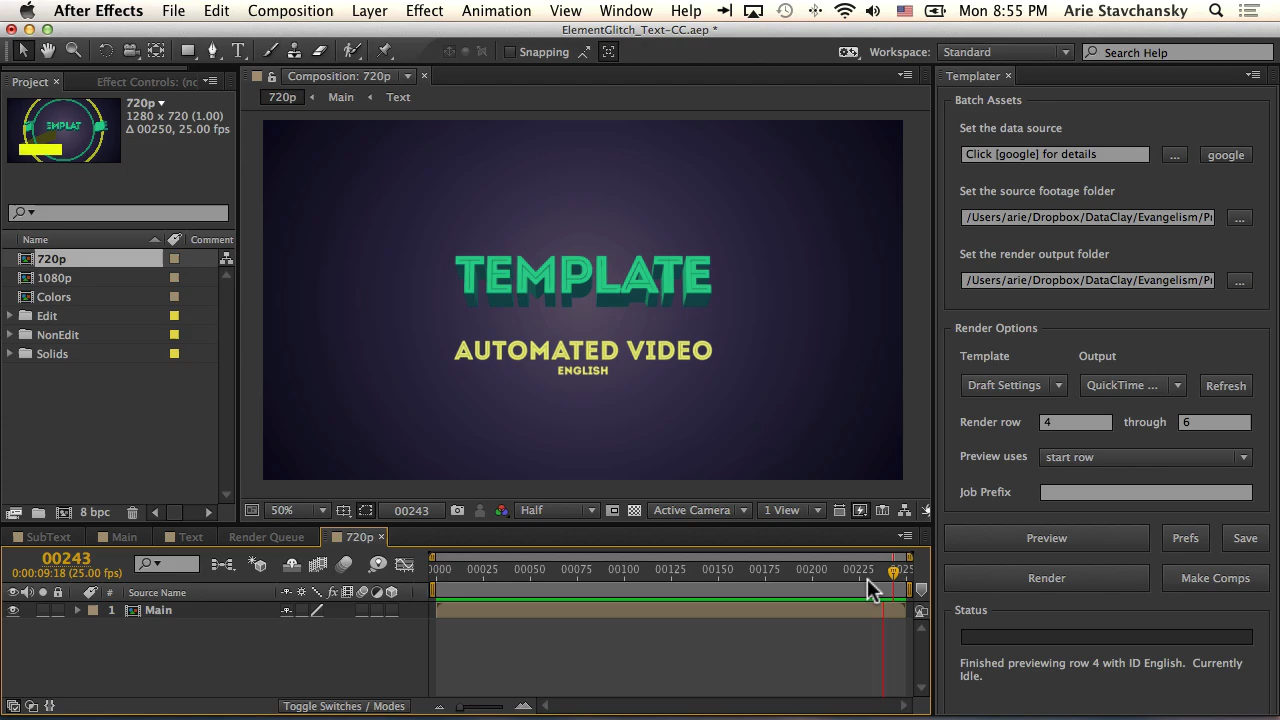 After Effects File Edit Composition Layer Effect Animation View Window Help Mon 8:55 PM Arie Stavchansky
ElementGlitch_Text-CC.aep *
Snapping Workspace: Standard Search Help
Project × Effect Controls: (nc
720p
1280 x 720 (1.00)
Δ 00250, 25.00 fps
EMPLAT
Name Comment
720p
1080p
Colors
Edit
NonEdit
Solids
8 bpc
Composition: 720p ×
720p Main Text
TEMPLATE
AUTOMATED VIDEO
ENGLISH
50% 00243 Half Active Camera 1 View
Templater ×
Batch Assets
Set the data source
Click [google] for details ... google
Set the source footage folder
/Users/arie/Dropbox/DataClay/Evangelism/P ...
Set the render output folder
/Users/arie/Dropbox/DataClay/Evangelism/P ...
Render Options
Template Output
Draft Settings QuickTime ... Refresh
Render row 4 through 6
Preview uses start row
Job Prefix
Preview Prefs Save
Render Make Comps
Status
Finished previewing row 4 with ID English. Currently
Idle.
SubText Main Text Render Queue 720p ×
00243
0:00:09:18 (25.00 fps)
0000 00025 00050 00075 00100 00125 00150 00175 00200 00225 025
# Source Name
1 Main
Toggle Switches / Modes